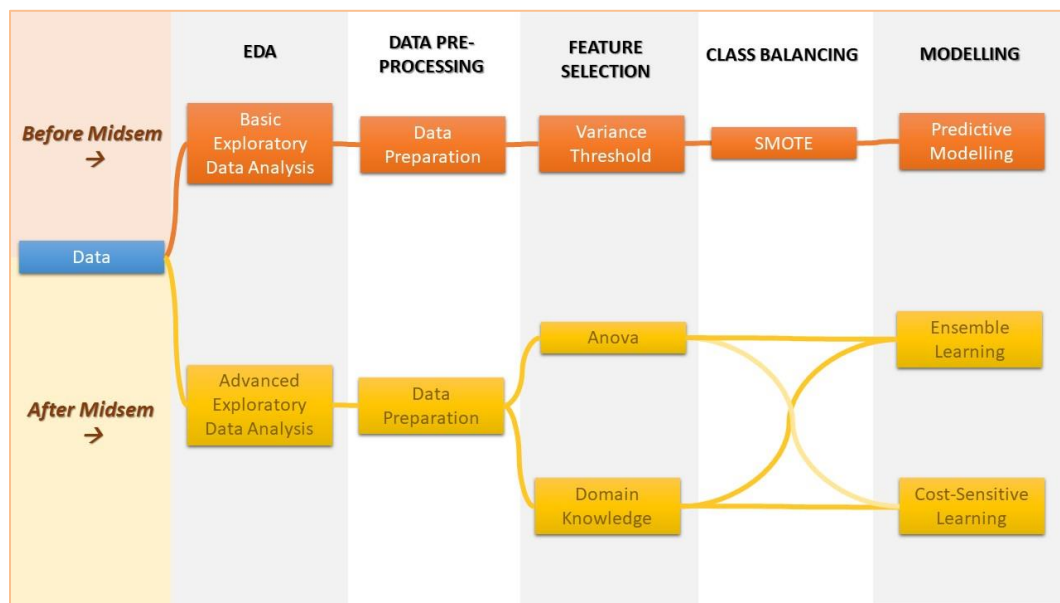 EDA
DATA PRE-
PROCESSING
FEATURE
SELECTION
CLASS BALANCING
MODELLING
Before Midsem
→
Basic
Exploratory
Data Analysis
Data
Preparation
Variance
Threshold
SMOTE
Predictive
Modelling
Data
After Midsem
→
Advanced
Exploratory
Data Analysis
Data
Preparation
Anova
Domain
Knowledge
Ensemble
Learning
Cost-Sensitive
Learning